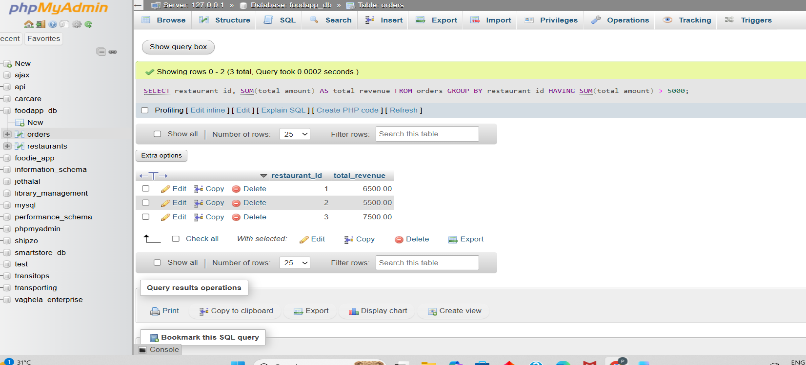 phpMyAdmin
Server: 127.0.0.1 » Database: foodapp_db » Table: orders
Browse Structure SQL Search Insert Export Import Privileges Operations Tracking Triggers
ecent Favorites
Show query box
Showing rows 0 - 2 (3 total, Query took 0.0002 seconds.)
SELECT restaurant_id, SUM(total_amount) AS total_revenue FROM orders GROUP BY restaurant_id HAVING SUM(total_amount) > 5000;
Profiling [ Edit inline ] [ Edit ] [ Explain SQL ] [ Create PHP code ] [ Refresh ]
Show all Number of rows: 25 Filter rows: Search this table
Extra options
restaurant_id total_revenue
Edit Copy Delete 1 6500.00
Edit Copy Delete 2 5500.00
Edit Copy Delete 3 7500.00
Check all With selected: Edit Copy Delete Export
Show all Number of rows: 25 Filter rows: Search this table
Query results operations
Print Copy to clipboard Export Display chart Create view
Bookmark this SQL query
Console
New
ajax
api
carcare
foodapp_db
New
orders
restaurants
foodie_app
information_schema
jothalal
library_management
mysql
performance_schema
phpmyadmin
shipzo
smartstore_db
test
transitops
transporting
vaghela_enterprise
1 31°C
ENG